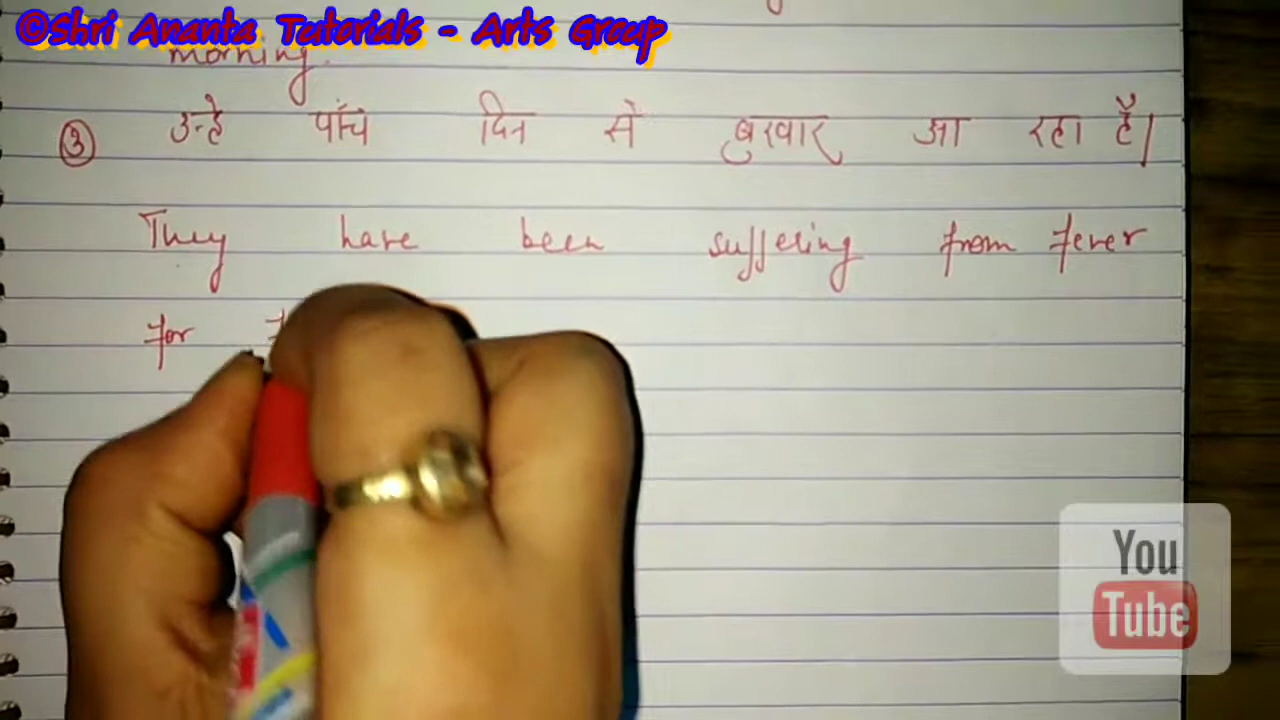 ©Shri Ananta Tutorials - Arts Group
morning.
③ उन्हे पाँच दिन से बुखार आ रहा है।
They have been suffering from fever
for
You
Tube